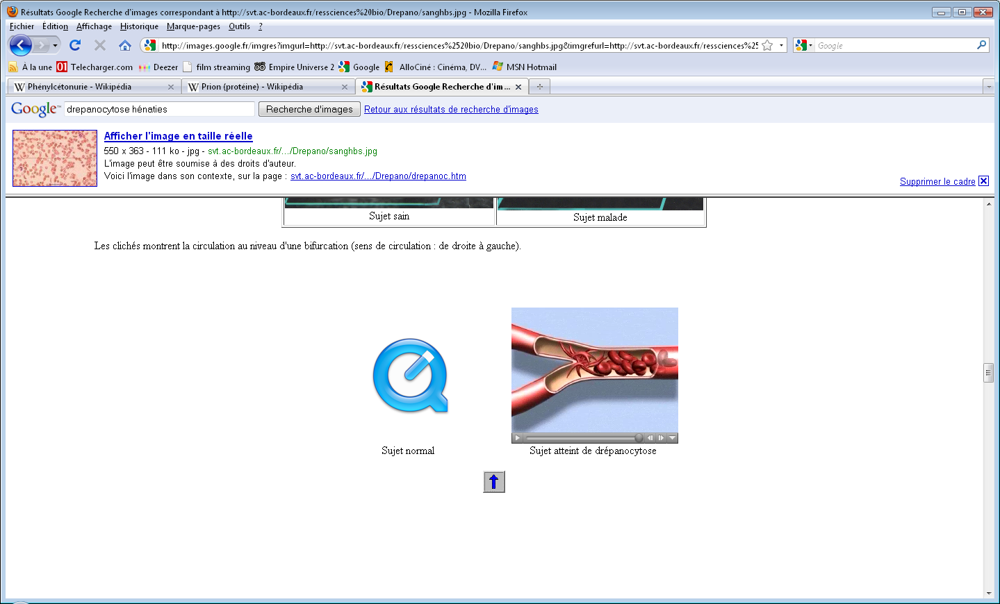 Résultats Google Recherche d'images correspondant à http://svt.ac-bordeaux.fr/ressciences%20bio/Drepano/sanghbs.jpg - Mozilla Firefox
Fichier Édition Affichage Historique Marque-pages Outils ?
http://images.google.fr/imgres?imgurl=http://svt.ac-bordeaux.fr/ressciences%2520bio/Drepano/sanghbs.jpg&imgrefurl=http://svt.ac-bordeaux.fr/ressciences%25 Google
À la une 01 Telecharger.com Deezer film streaming Empire Universe 2 Google AlloCiné : Cinéma, DV... MSN Hotmail
W Phénylcétonurie - Wikipédia W Prion (protéine) - Wikipédia Résultats Google Recherche d'im...
Google™ drepanocytose hénaties Recherche d'images Retour aux résultats de recherche d'images
Afficher l'image en taille réelle
550 x 363 - 111 ko - jpg - svt.ac-bordeaux.fr/.../Drepano/sanghbs.jpg
L'image peut être soumise à des droits d'auteur.
Voici l'image dans son contexte, sur la page : svt.ac-bordeaux.fr/.../Drepano/drepanoc.htm
Supprimer le cadre
Sujet sain Sujet malade
Les clichés montrent la circulation au niveau d'une bifurcation (sens de circulation : de droite à gauche).
Sujet normal Sujet atteint de drépanocytose